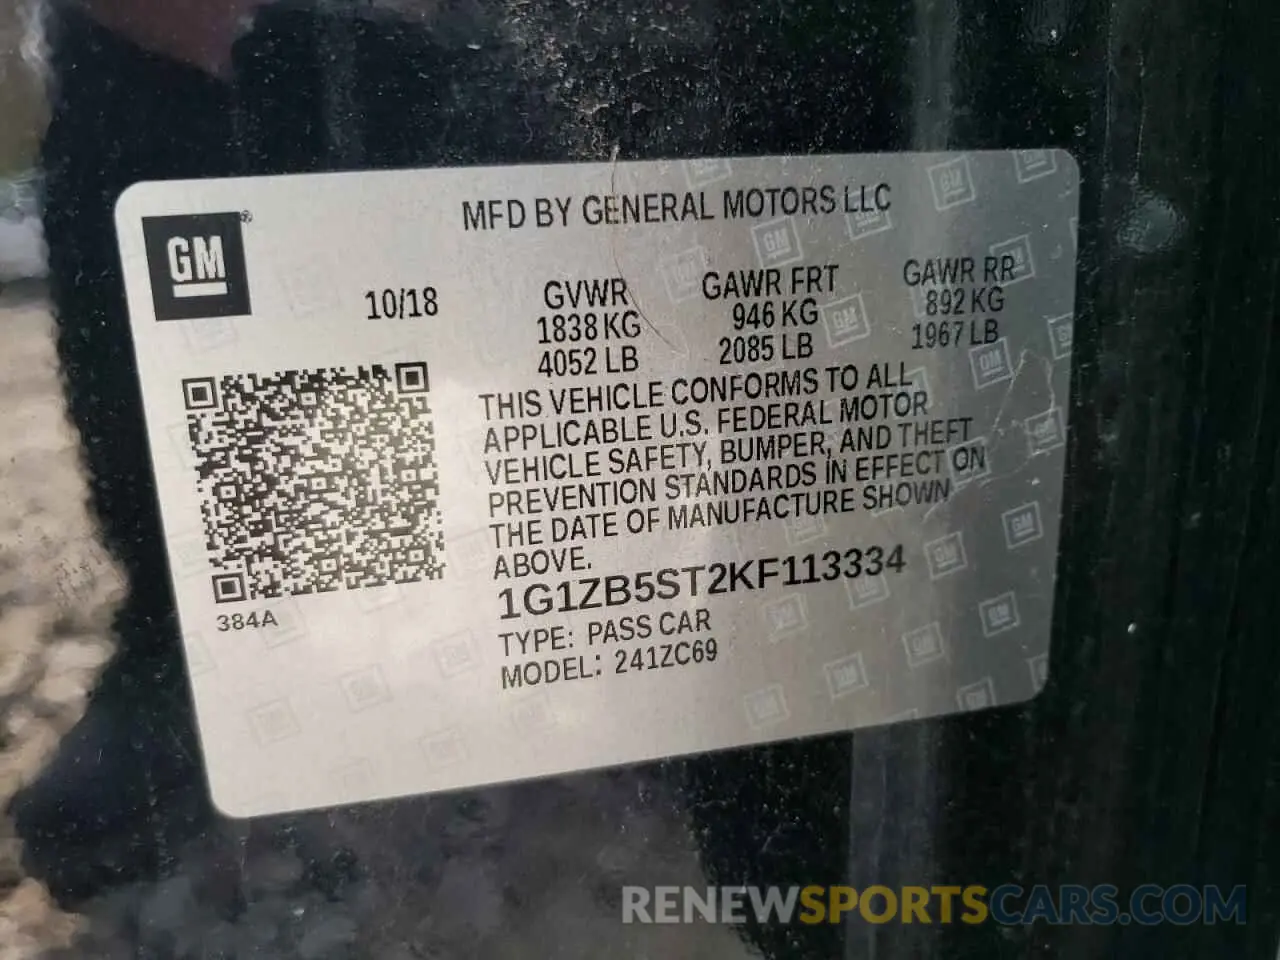 MFD BY GENERAL MOTORS LLC
GM ®
10/18
GVWR GAWR FRT GAWR RR
1838 KG 946 KG 892 KG
4052 LB 2085 LB 1967 LB
THIS VEHICLE CONFORMS TO ALL
APPLICABLE U.S. FEDERAL MOTOR
VEHICLE SAFETY, BUMPER, AND THEFT
PREVENTION STANDARDS IN EFFECT ON
THE DATE OF MANUFACTURE SHOWN
ABOVE.
1G1ZB5ST2KF113334
TYPE: PASS CAR
MODEL: 241ZC69
384A
RENEWSPORTSCARS.COM